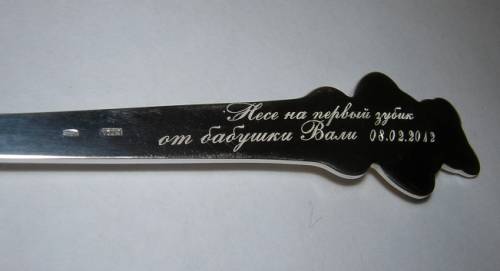 Несе на первый зубик
от бабушки Вали 08.02.2012